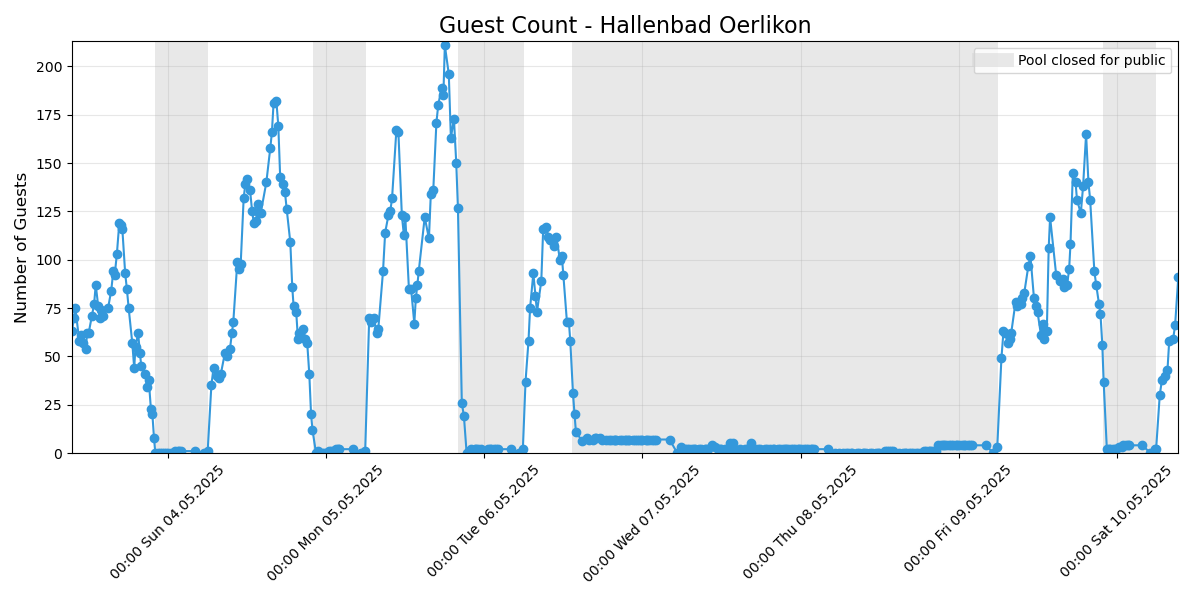 Guest Count - Hallenbad Oerlikon
Pool closed for public
Number of Guests
200
175
150
125
100
75
50
25
0
00:00 Sun 04.05.2025
00:00 Mon 05.05.2025
00:00 Tue 06.05.2025
00:00 Wed 07.05.2025
00:00 Thu 08.05.2025
00:00 Fri 09.05.2025
00:00 Sat 10.05.2025